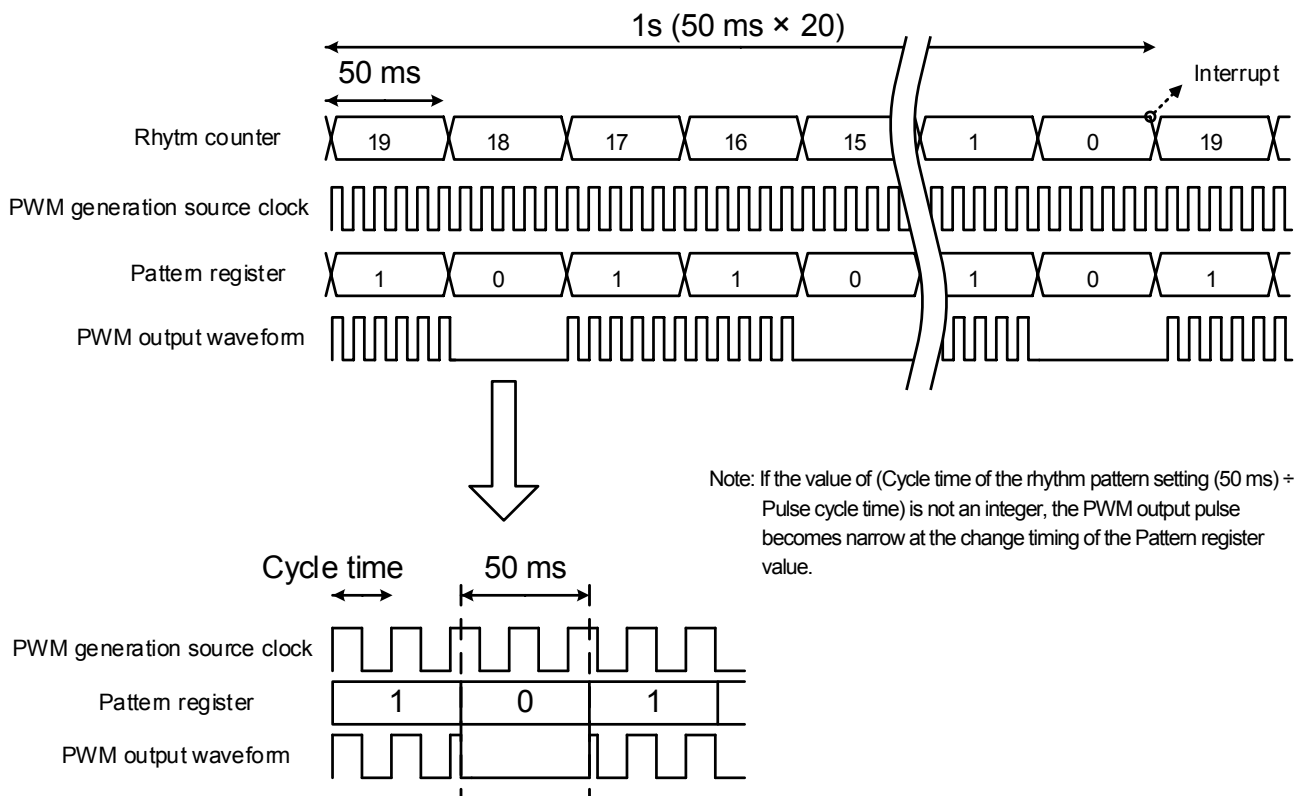 1s (50 ms × 20)
50 ms
Interrupt
Rhytm counter 19 18 17 16 15 1 0 19
PWM generation source clock
Pattern register 1 0 1 1 0 1 0 1
PWM output waveform
Note: If the value of (Cycle time of the rhythm pattern setting (50 ms) ÷
Pulse cycle time) is not an integer, the PWM output pulse
becomes narrow at the change timing of the Pattern register
value.
Cycle time 50 ms
PWM generation source clock
Pattern register 1 0 1
PWM output waveform